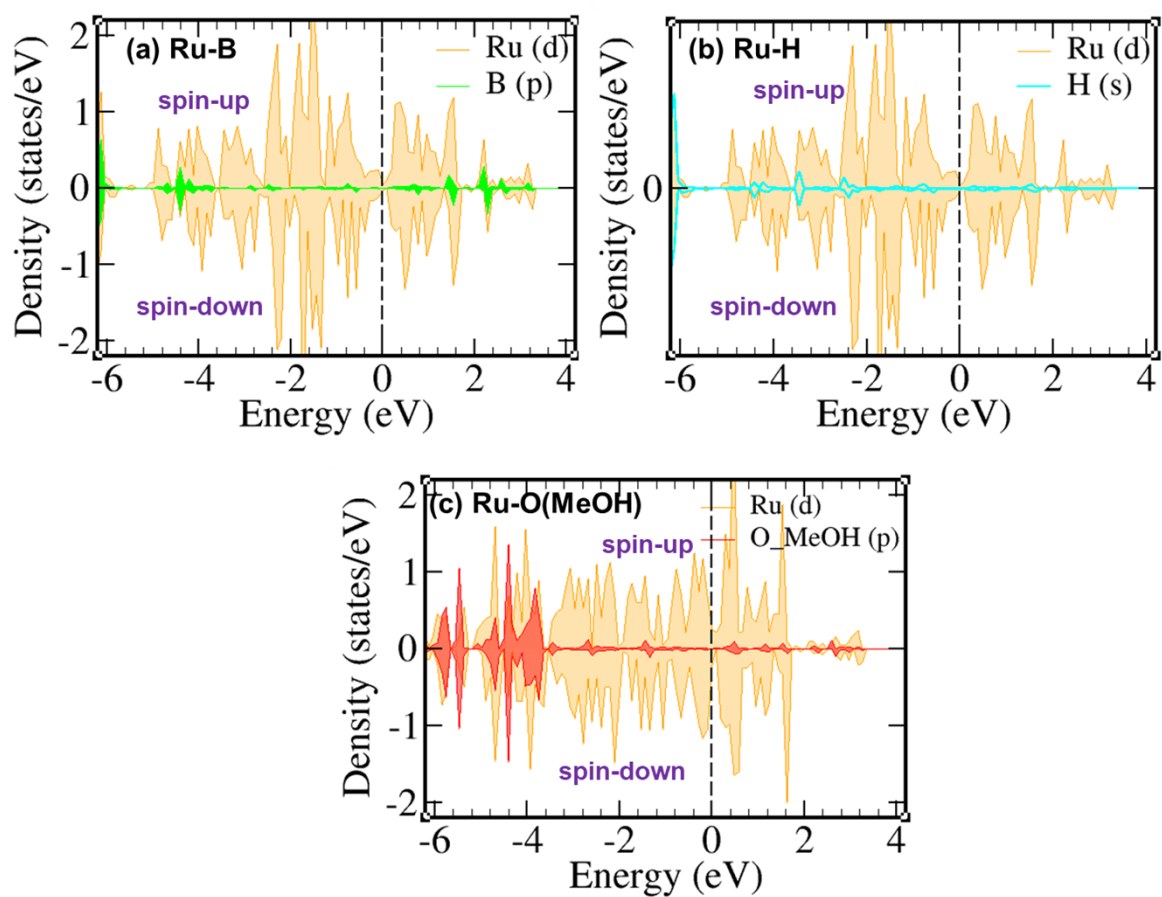 (a) Ru-B
Ru (d)
B (p)
spin-up
spin-down
2
1
0
-1
-2
Density (states/eV)
-6 -4 -2 0 2 4
Energy (eV)
(b) Ru-H
Ru (d)
H (s)
spin-up
spin-down
0
Density (states/eV)
-6 -4 -2 0 2 4
Energy (eV)
(c) Ru-O(MeOH)
Ru (d)
O_MeOH (p)
spin-up
spin-down
2
1
0
-1
-2
Density (states/eV)
-6 -4 -2 0 2 4
Energy (eV)